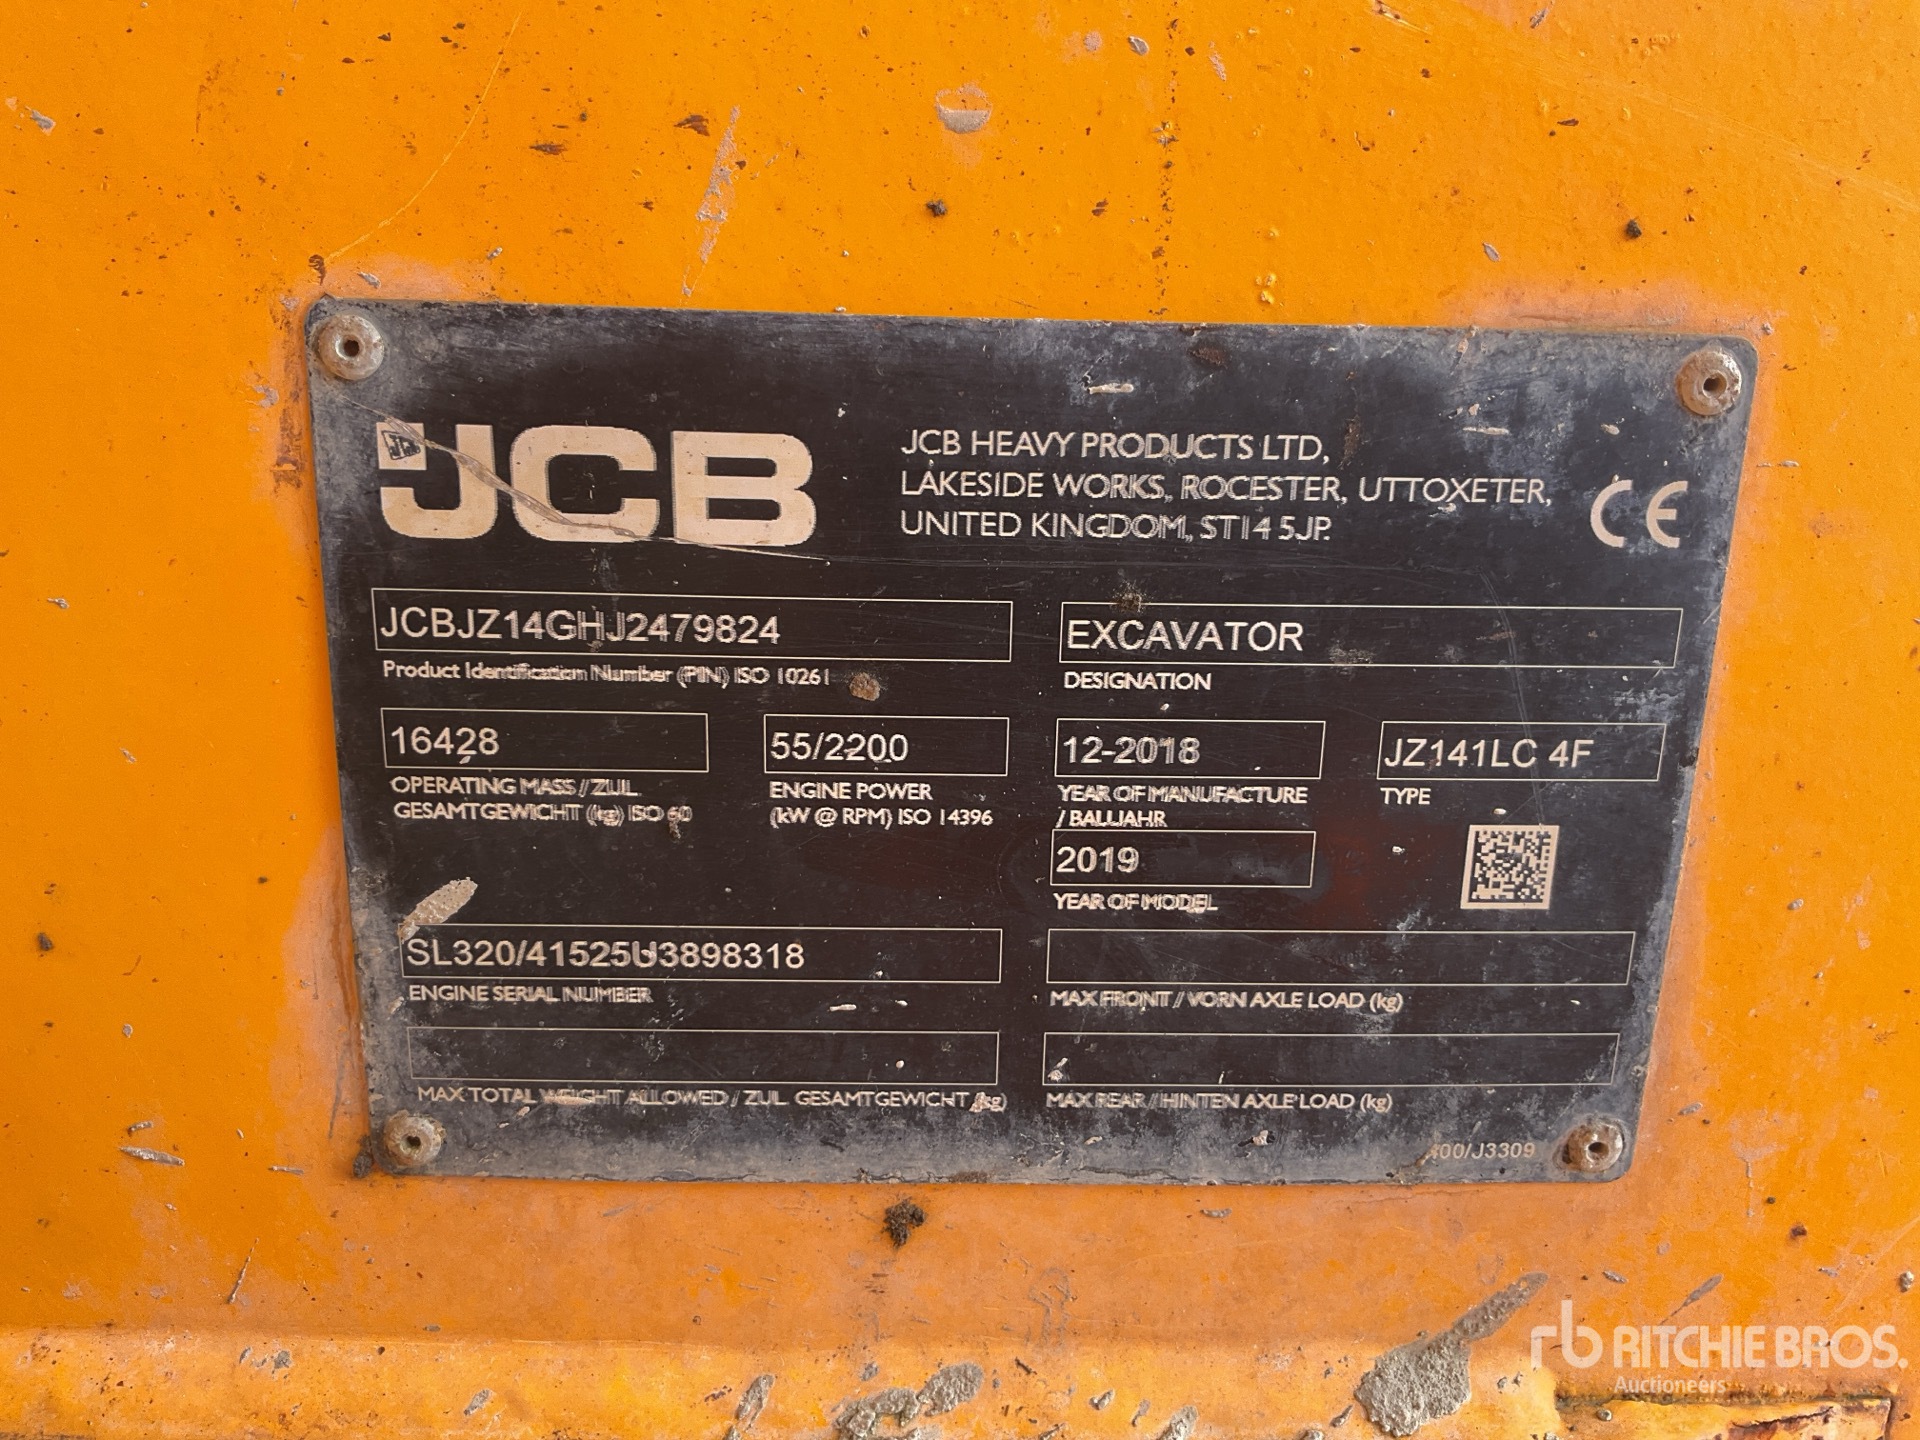 JCB
JCB HEAVY PRODUCTS LTD,
LAKESIDE WORKS, ROCESTER, UTTOXETER,
UNITED KINGDOM, ST14 5JP.
CE
JCBJZ14GHJ2479824
Product Identification Number (PIN) ISO 10261
EXCAVATOR
DESIGNATION
16428
OPERATING MASS / ZUL.
GESAMTGEWICHT (kg) ISO 60
55/2200
ENGINE POWER
(kW @ RPM) ISO 14396
12-2018
YEAR OF MANUFACTURE
/ BAUJAHR
JZ141LC 4F
TYPE
2019
YEAR OF MODEL
SL320/41525U3898318
ENGINE SERIAL NUMBER
MAX FRONT / VORN AXLE LOAD (kg)
MAX TOTAL WEIGHT ALLOWED / ZUL. GESAMTGEWICHT (kg)
MAX REAR / HINTEN AXLE LOAD (kg)
/J3309
rb RITCHIE BROS.
Auctioneers